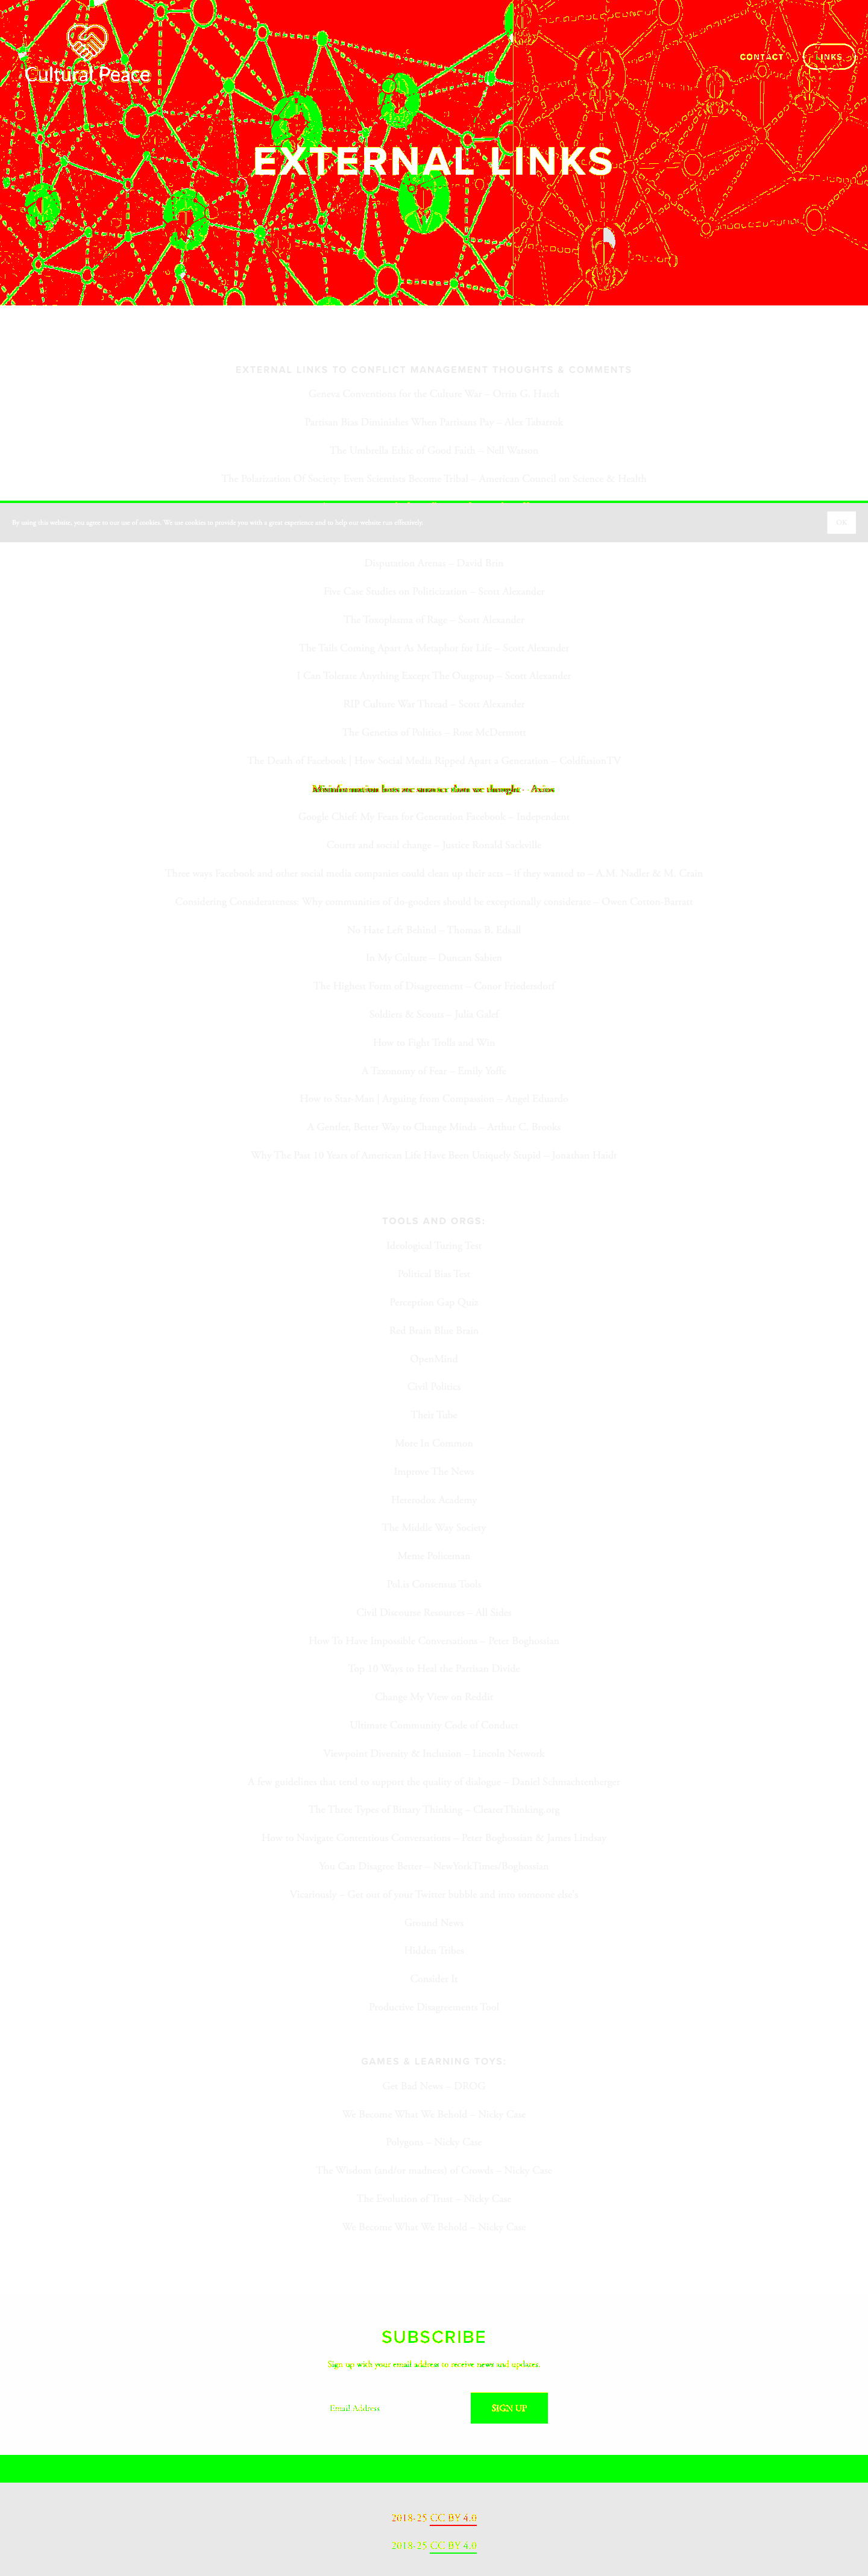 Cultural Peace
CONTACT
LINKS
EXTERNAL LINKS
EXTERNAL LINKS TO CONFLICT MANAGEMENT THOUGHTS & COMMENTS
Geneva Conventions for the Culture War – Orrin G. Hatch
Partisan Bias Diminishes When Partisans Pay – Alex Tabarrok
The Umbrella Ethic of Good Faith – Nell Watson
The Polarization Of Society: Even Scientists Become Tribal – American Council on Science & Health
By using this website, you agree to our use of cookies. We use cookies to provide you with a great experience and to help our website run effectively.
OK
Disputation Arenas – David Brin
Five Case Studies on Politicization – Scott Alexander
The Toxoplasma of Rage – Scott Alexander
The Tails Coming Apart As Metaphor for Life – Scott Alexander
I Can Tolerate Anything Except The Outgroup – Scott Alexander
RIP Culture War Thread – Scott Alexander
The Genetics of Politics – Rose McDermott
The Death of Facebook | How Social Media Ripped Apart a Generation – ColdfusionTV
Misinformation bots are smarter than we thought – Axios
Google Chief: My Fears for Generation Facebook – Independent
Courts and social change – Justice Ronald Sackville
Three ways Facebook and other social media companies could clean up their acts – if they wanted to – A.M. Nadler & M. Crain
Considering Considerateness: Why communities of do-gooders should be exceptionally considerate – Owen Cotton-Barratt
No Hate Left Behind – Thomas B. Edsall
In My Culture – Duncan Sabien
The Highest Form of Disagreement – Conor Friedersdorf
Soldiers & Scouts – Julia Galef
How to Fight Trolls and Win
A Taxonomy of Fear – Emily Yoffe
How to Star-Man | Arguing from Compassion – Angel Eduardo
A Gentler, Better Way to Change Minds – Arthur C. Brooks
Why The Past 10 Years of American Life Have Been Uniquely Stupid – Jonathan Haidt
TOOLS AND ORGS:
Ideological Turing Test
Political Bias Test
Perception Gap Quiz
Red Brain Blue Brain
OpenMind
Civil Politics
Their Tube
More In Common
Improve The News
Heterodox Academy
The Middle Way Society
Meme Policeman
Pol.is Consensus Tools
Civil Discourse Resources – All Sides
How To Have Impossible Conversations – Peter Boghossian
Top 10 Ways to Heal the Partisan Divide
Change My View on Reddit
Ultimate Community Code of Conduct
Viewpoint Diversity & Inclusion – Lincoln Network
A few guidelines that tend to support the quality of dialogue – Daniel Schmachtenberger
The Three Types of Binary Thinking – ClearerThinking.org
How to Navigate Contentious Conversations – Peter Boghossian & James Lindsay
You Can Disagree Better – NewYorkTimes/Boghossian
Vicariously – Get out of your Twitter bubble and into someone else's
Ground News
Hidden Tribes
Consider It
Productive Disagreements Tool
GAMES & LEARNING TOYS:
Get Bad News – DROG
We Become What We Behold – Nicky Case
Polygons – Nicky Case
The Wisdom (and/or madness) of Crowds – Nicky Case
The Evolution of Trust – Nicky Case
We Become What We Behold – Nicky Case
SUBSCRIBE
Sign up with your email address to receive news and updates.
Email Address
SIGN UP
2018-25 CC BY 4.0
2018-25 CC BY 4.0